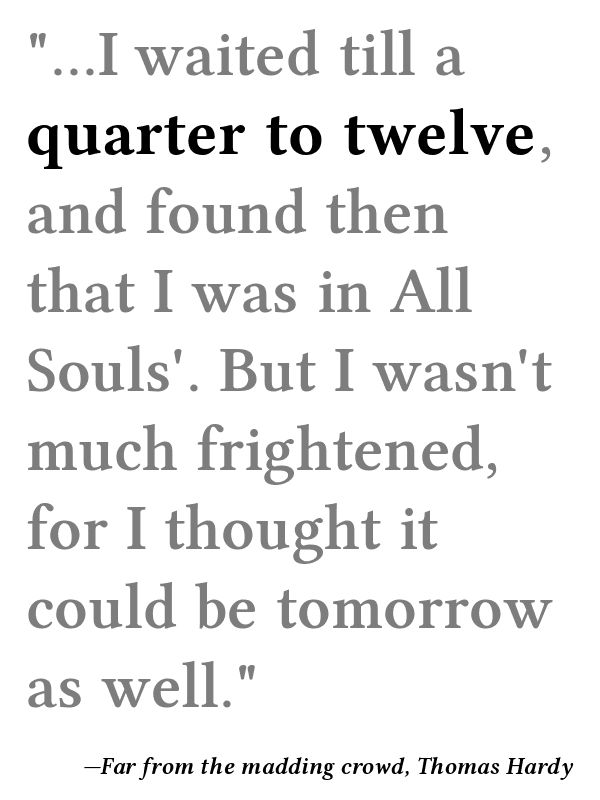 "...I waited till a
quarter to twelve,
and found then
that I was in All
Souls'. But I wasn't
much frightened,
for I thought it
could be tomorrow
as well."
—Far from the madding crowd, Thomas Hardy